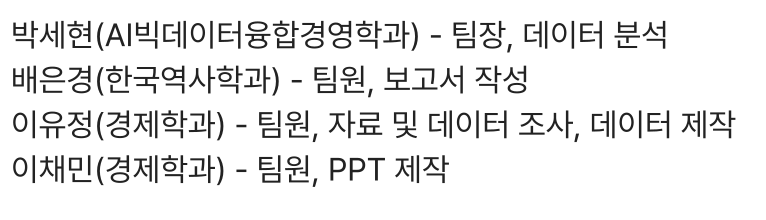 박세현(AI빅데이터융합경영학과) - 팀장, 데이터 분석
배은경(한국역사학과) - 팀원, 보고서 작성
이유정(경제학과) - 팀원, 자료 및 데이터 조사, 데이터 제작
이채민(경제학과) - 팀원, PPT 제작